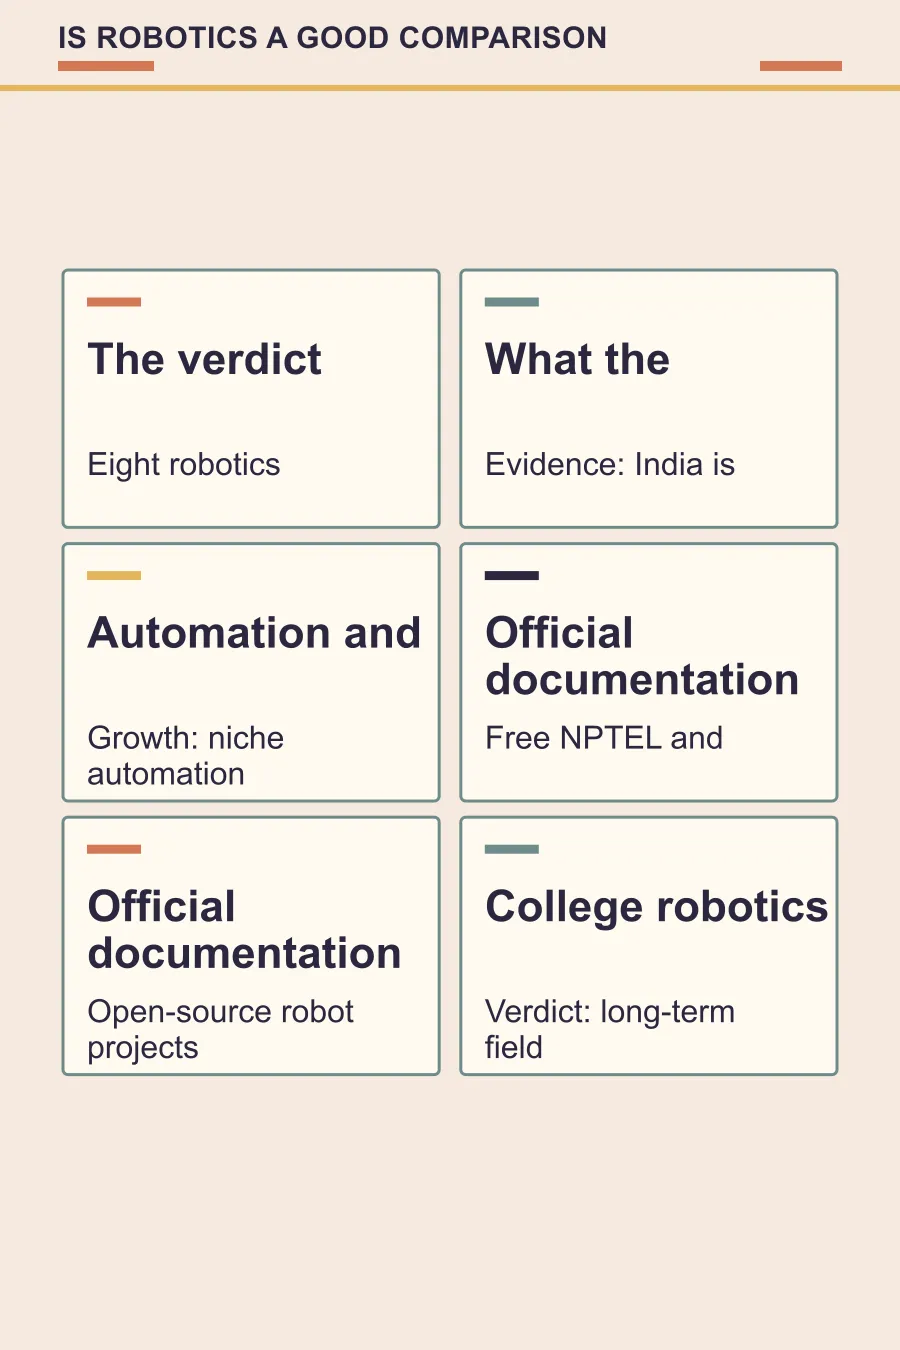 IS ROBOTICS A GOOD COMPARISON
The verdict
Eight robotics
What the
Evidence: India is
Automation and
Growth: niche
automation
Official
documentation
Free NPTEL and
Official
documentation
Open-source robot
projects
College robotics
Verdict: long-term
field